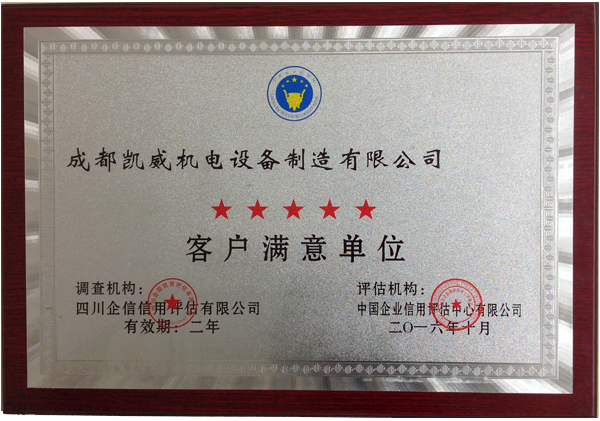 成都凯威机电设备制造有限公司
★★★★★
客户满意单位
调查机构：
四川企信信用评估有限公司
有效期：二年
评估机构：
中国企业信用评估中心有限公司
二〇一六年十月